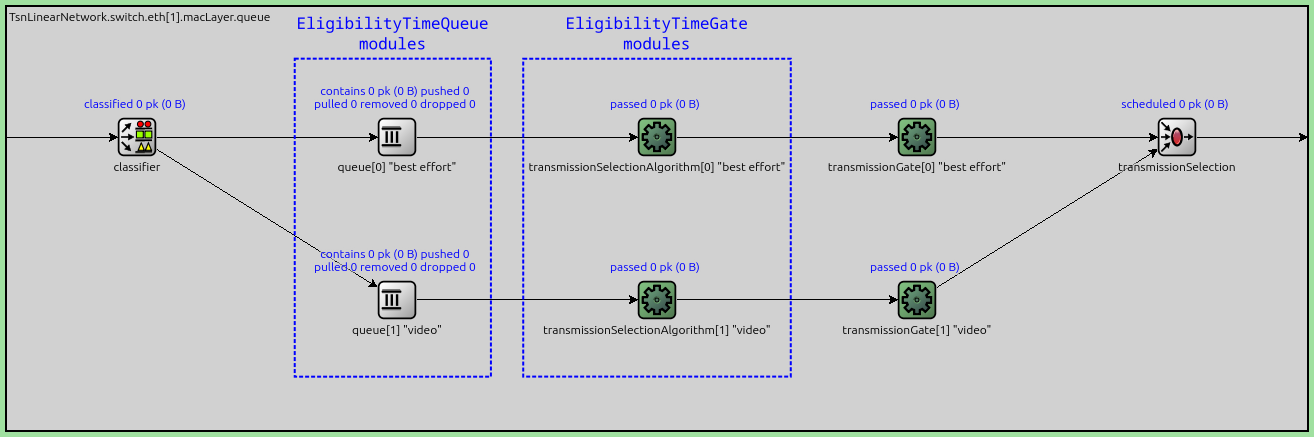 TsnLinearNetwork.switch.eth[1].macLayer.queue
EligibilityTimeQueue
modules
EligibilityTimeGate
modules
classified 0 pk (0 B)
contains 0 pk (0 B) pushed 0
pulled 0 removed 0 dropped 0
passed 0 pk (0 B)
passed 0 pk (0 B)
scheduled 0 pk (0 B)
classifier
queue[0] "best effort"
transmissionSelectionAlgorithm[0] "best effort"
transmissionGate[0] "best effort"
transmissionSelection
contains 0 pk (0 B) pushed 0
pulled 0 removed 0 dropped 0
passed 0 pk (0 B)
passed 0 pk (0 B)
queue[1] "video"
transmissionSelectionAlgorithm[1] "video"
transmissionGate[1] "video"